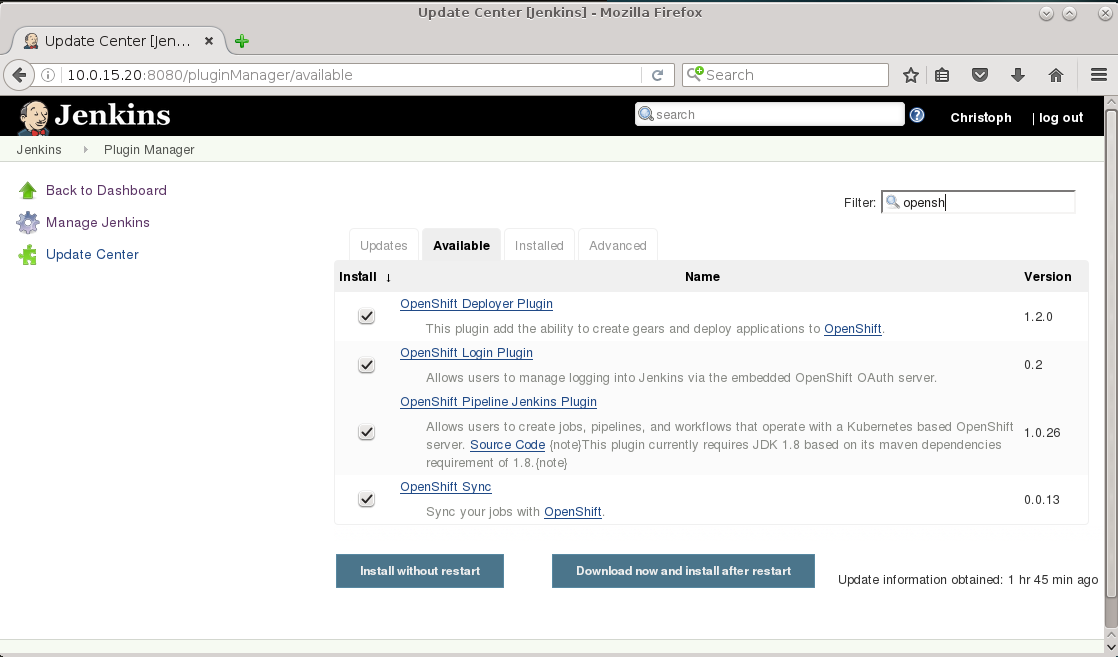 Update Center [Jenkins] - Mozilla Firefox
Update Center [Jen...
10.0.15.20:8080/pluginManager/available
Search
Jenkins
search
Christoph
| log out
Jenkins
Plugin Manager
Back to Dashboard
Manage Jenkins
Update Center
Filter:
opensh
Updates
Available
Installed
Advanced
Install ↓
Name
Version
OpenShift Deployer Plugin
This plugin add the ability to create gears and deploy applications to OpenShift.
1.2.0
OpenShift Login Plugin
Allows users to manage logging into Jenkins via the embedded OpenShift OAuth server.
0.2
OpenShift Pipeline Jenkins Plugin
Allows users to create jobs, pipelines, and workflows that operate with a Kubernetes based OpenShift
server. Source Code {note}This plugin currently requires JDK 1.8 based on its maven dependencies
requirement of 1.8.{note}
1.0.26
OpenShift Sync
Sync your jobs with OpenShift.
0.0.13
Install without restart
Download now and install after restart
Update information obtained: 1 hr 45 min ago